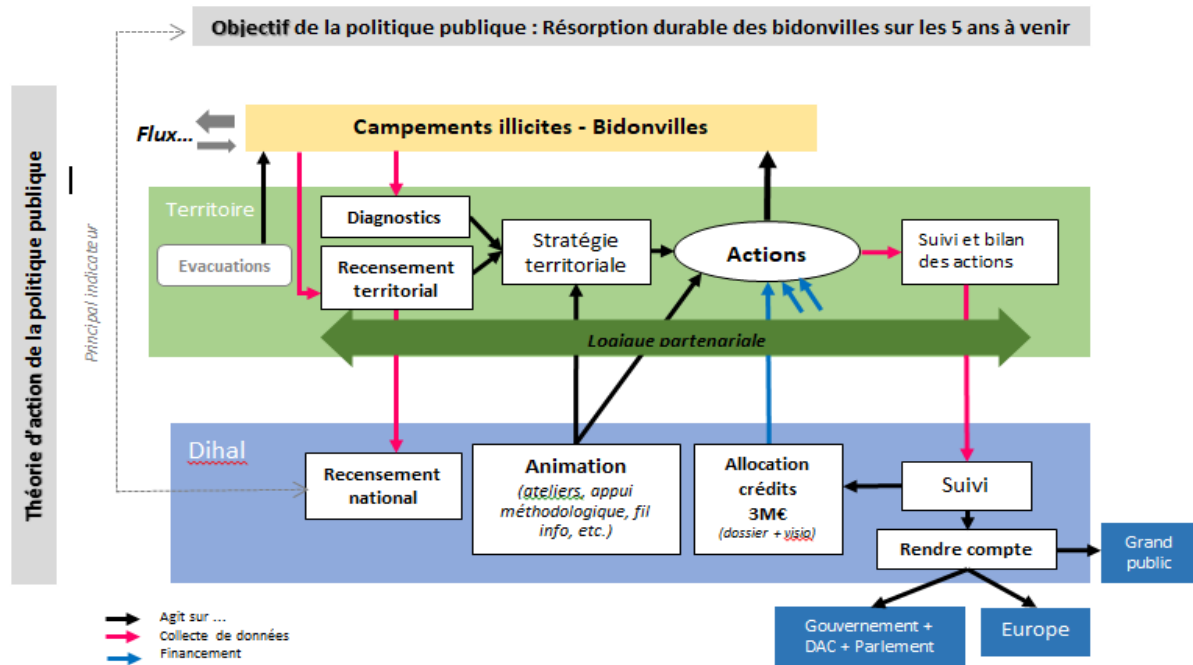 Objectif de la politique publique : Résorption durable des bidonvilles sur les 5 ans à venir
Théorie d'action de la politique publique
Principal indicateur
Flux...
Campements illicites - Bidonvilles
Territoire
Evacuations
Diagnostics
Recensement
territorial
Stratégie
territoriale
Actions
Suivi et bilan
des actions
Logique partenariale
Dihal
Recensement
national
Animation
(ateliers, appui
méthodologique, fil
info, etc.)
Allocation
crédits
3M€
(dossier + visio)
Suivi
Rendre compte
Grand
public
Gouvernement +
DAC + Parlement
Europe
Agit sur ...
Collecte de données
Financement